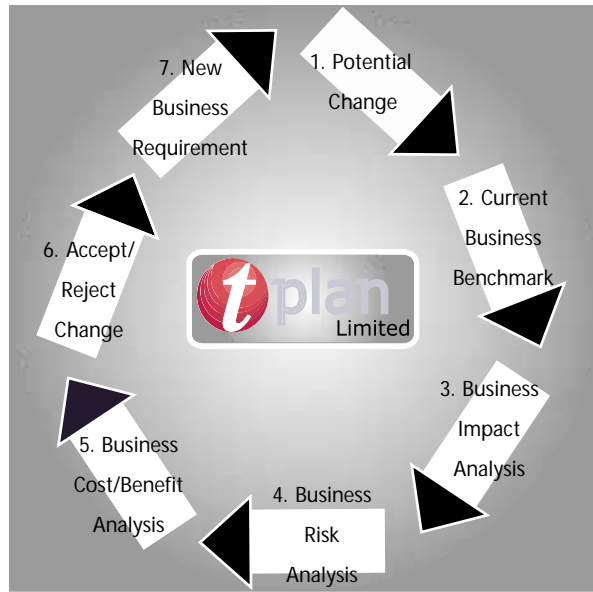 1. Potential
Change
2. Current
Business
Benchmark
3. Business
Impact
Analysis
4. Business
Risk
Analysis
5. Business
Cost/Benefit
Analysis
6. Accept/
Reject
Change
7. New
Business
Requirement
tplan
Limited